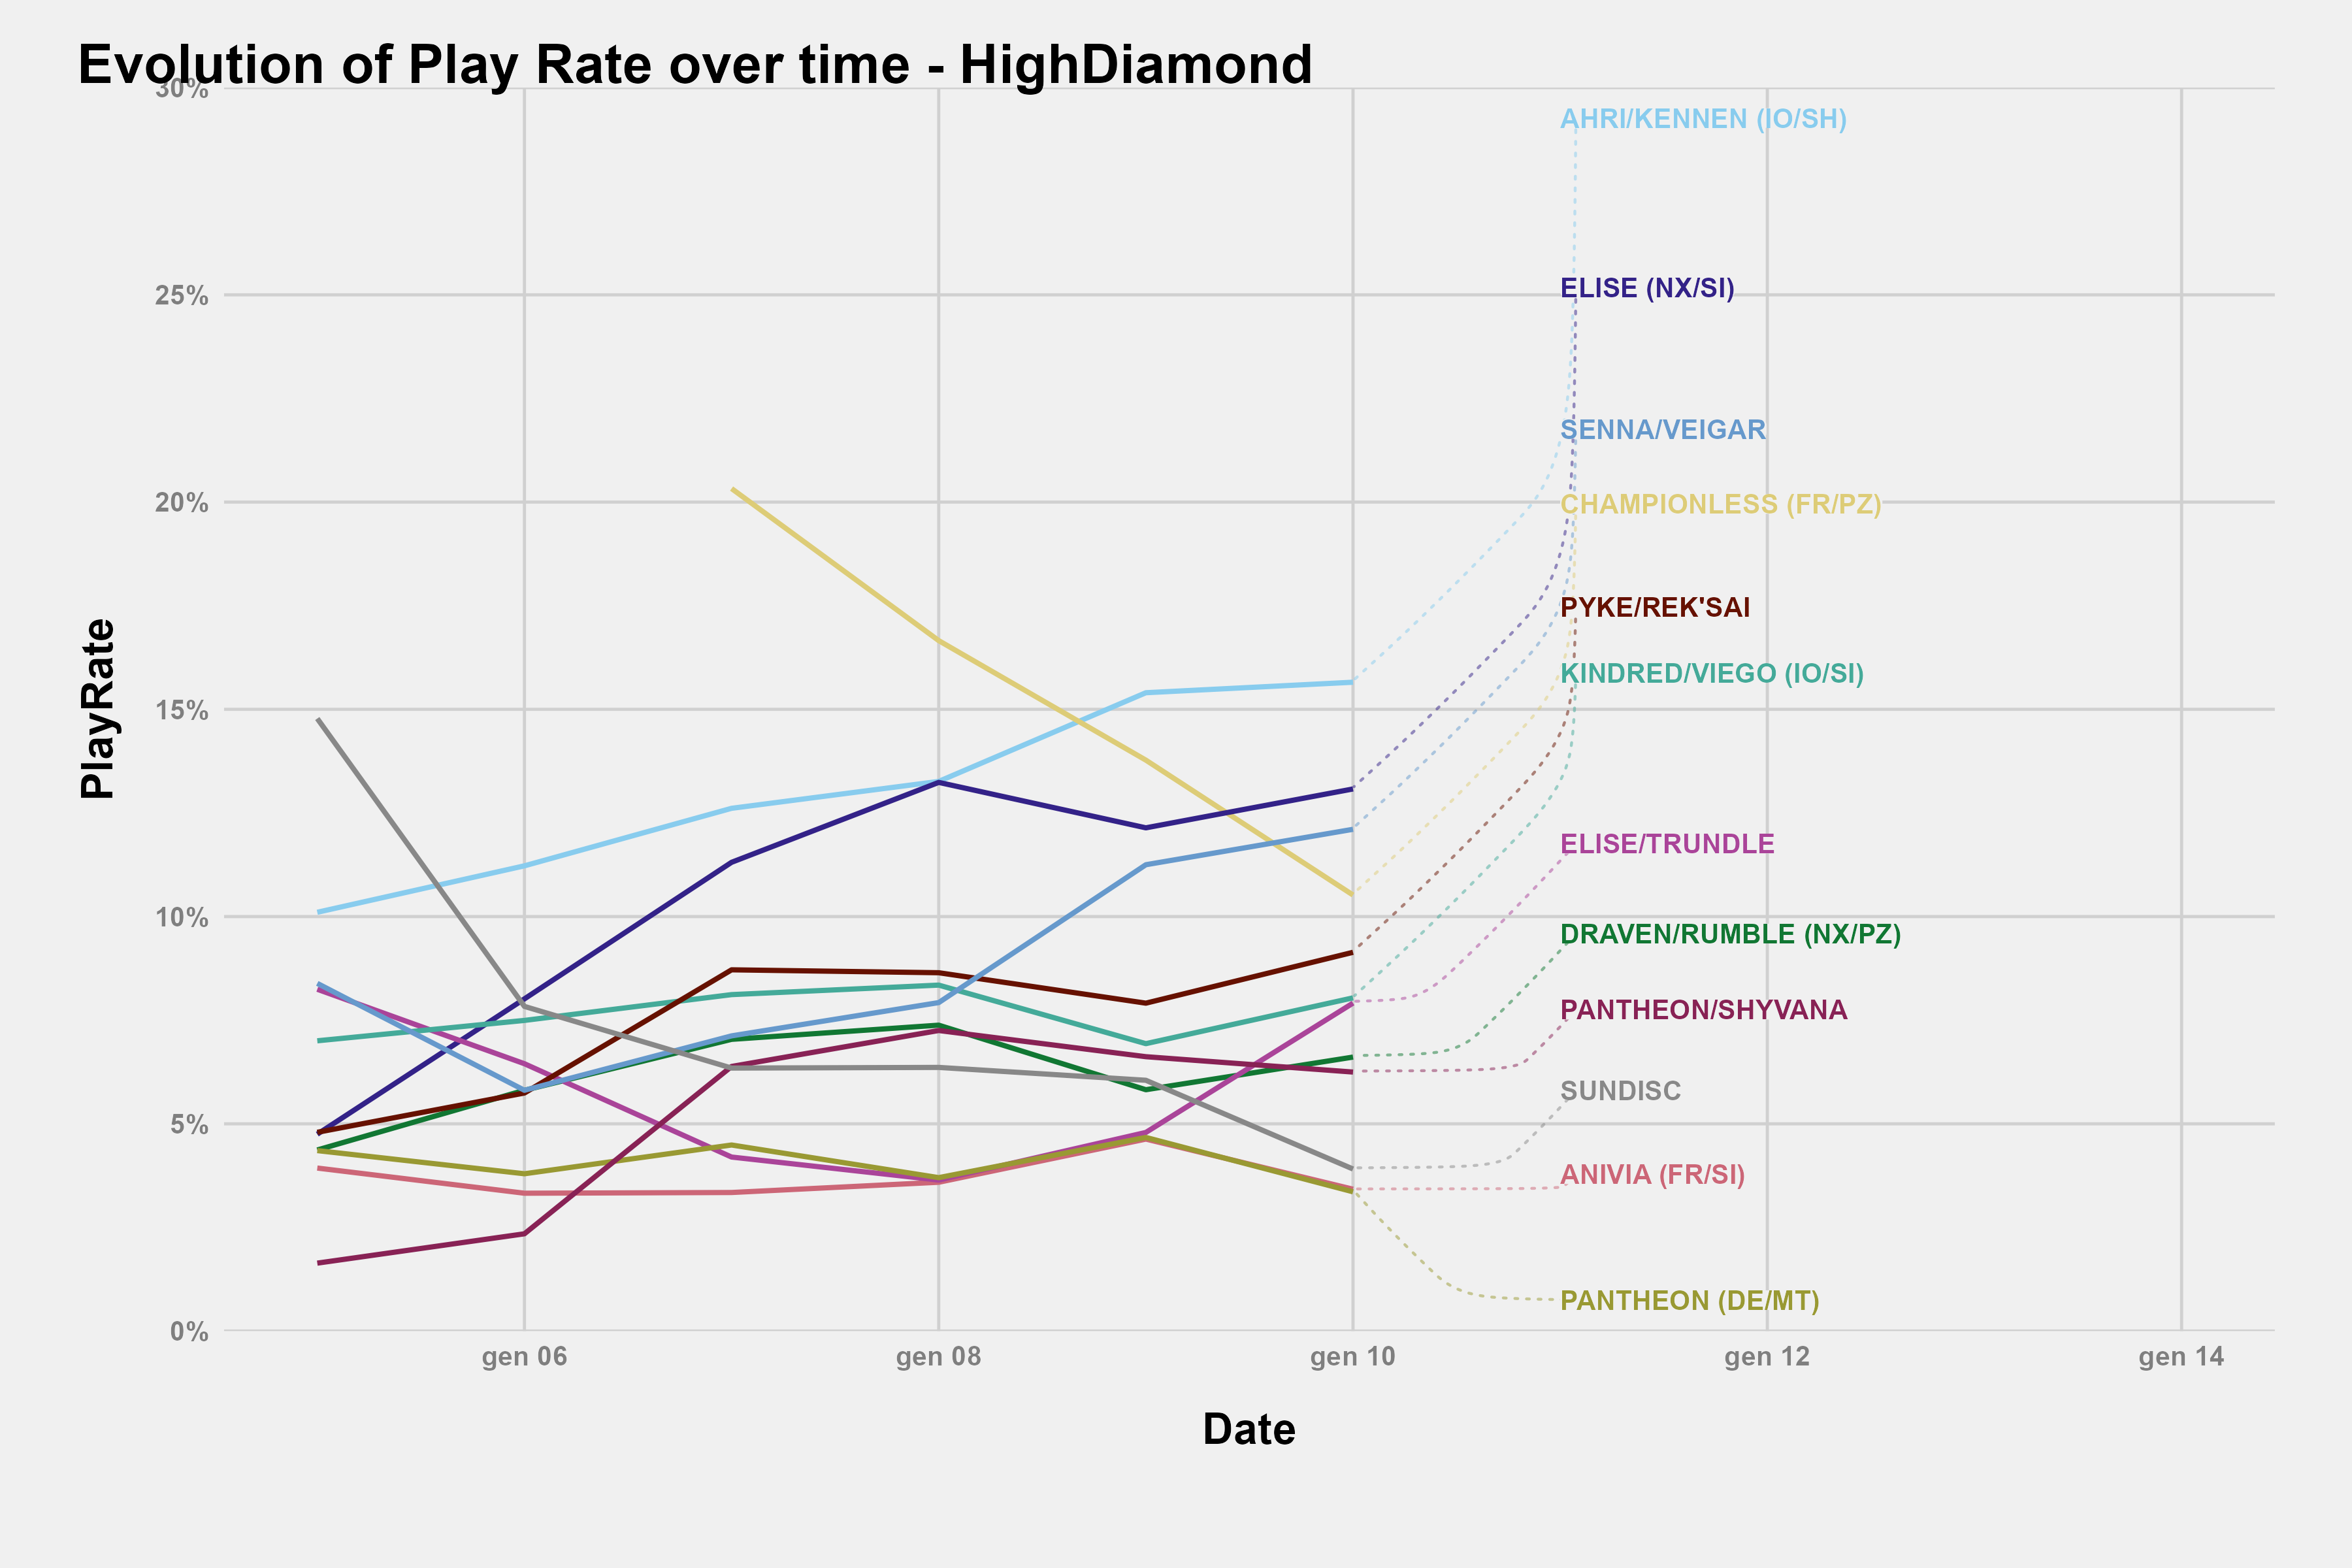 Evolution of Play Rate over time - HighDiamond
30%
25%
20%
15%
10%
5%
0%
PlayRate
AHRI/KENNEN (IO/SH)
ELISE (NX/SI)
SENNA/VEIGAR
CHAMPIONLESS (FR/PZ)
PYKE/REK'SAI
KINDRED/VIEGO (IO/SI)
ELISE/TRUNDLE
DRAVEN/RUMBLE (NX/PZ)
PANTHEON/SHYVANA
SUNDISC
ANIVIA (FR/SI)
PANTHEON (DE/MT)
gen 06 gen 08 gen 10 gen 12 gen 14
Date